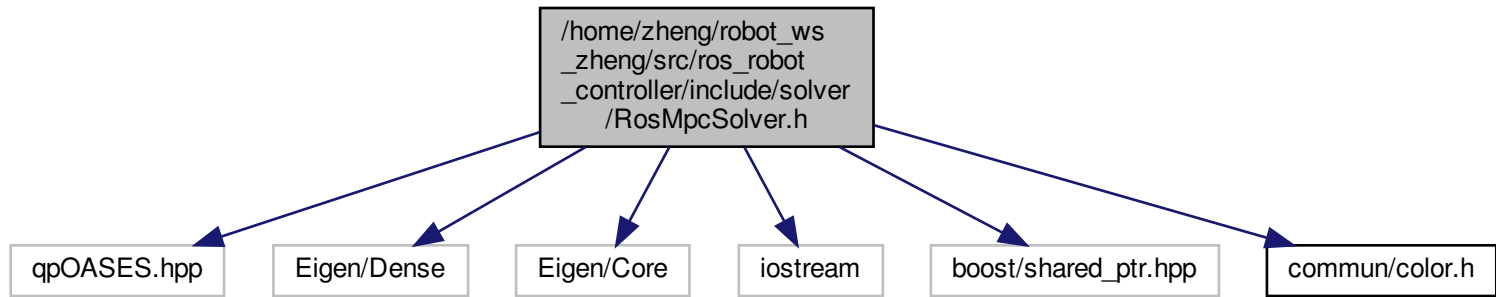 /home/zheng/robot_ws
_zheng/src/ros_robot
_controller/include/solver
/RosMpcSolver.h
qpOASES.hpp
Eigen/Dense
Eigen/Core
iostream
boost/shared_ptr.hpp
commun/color.h